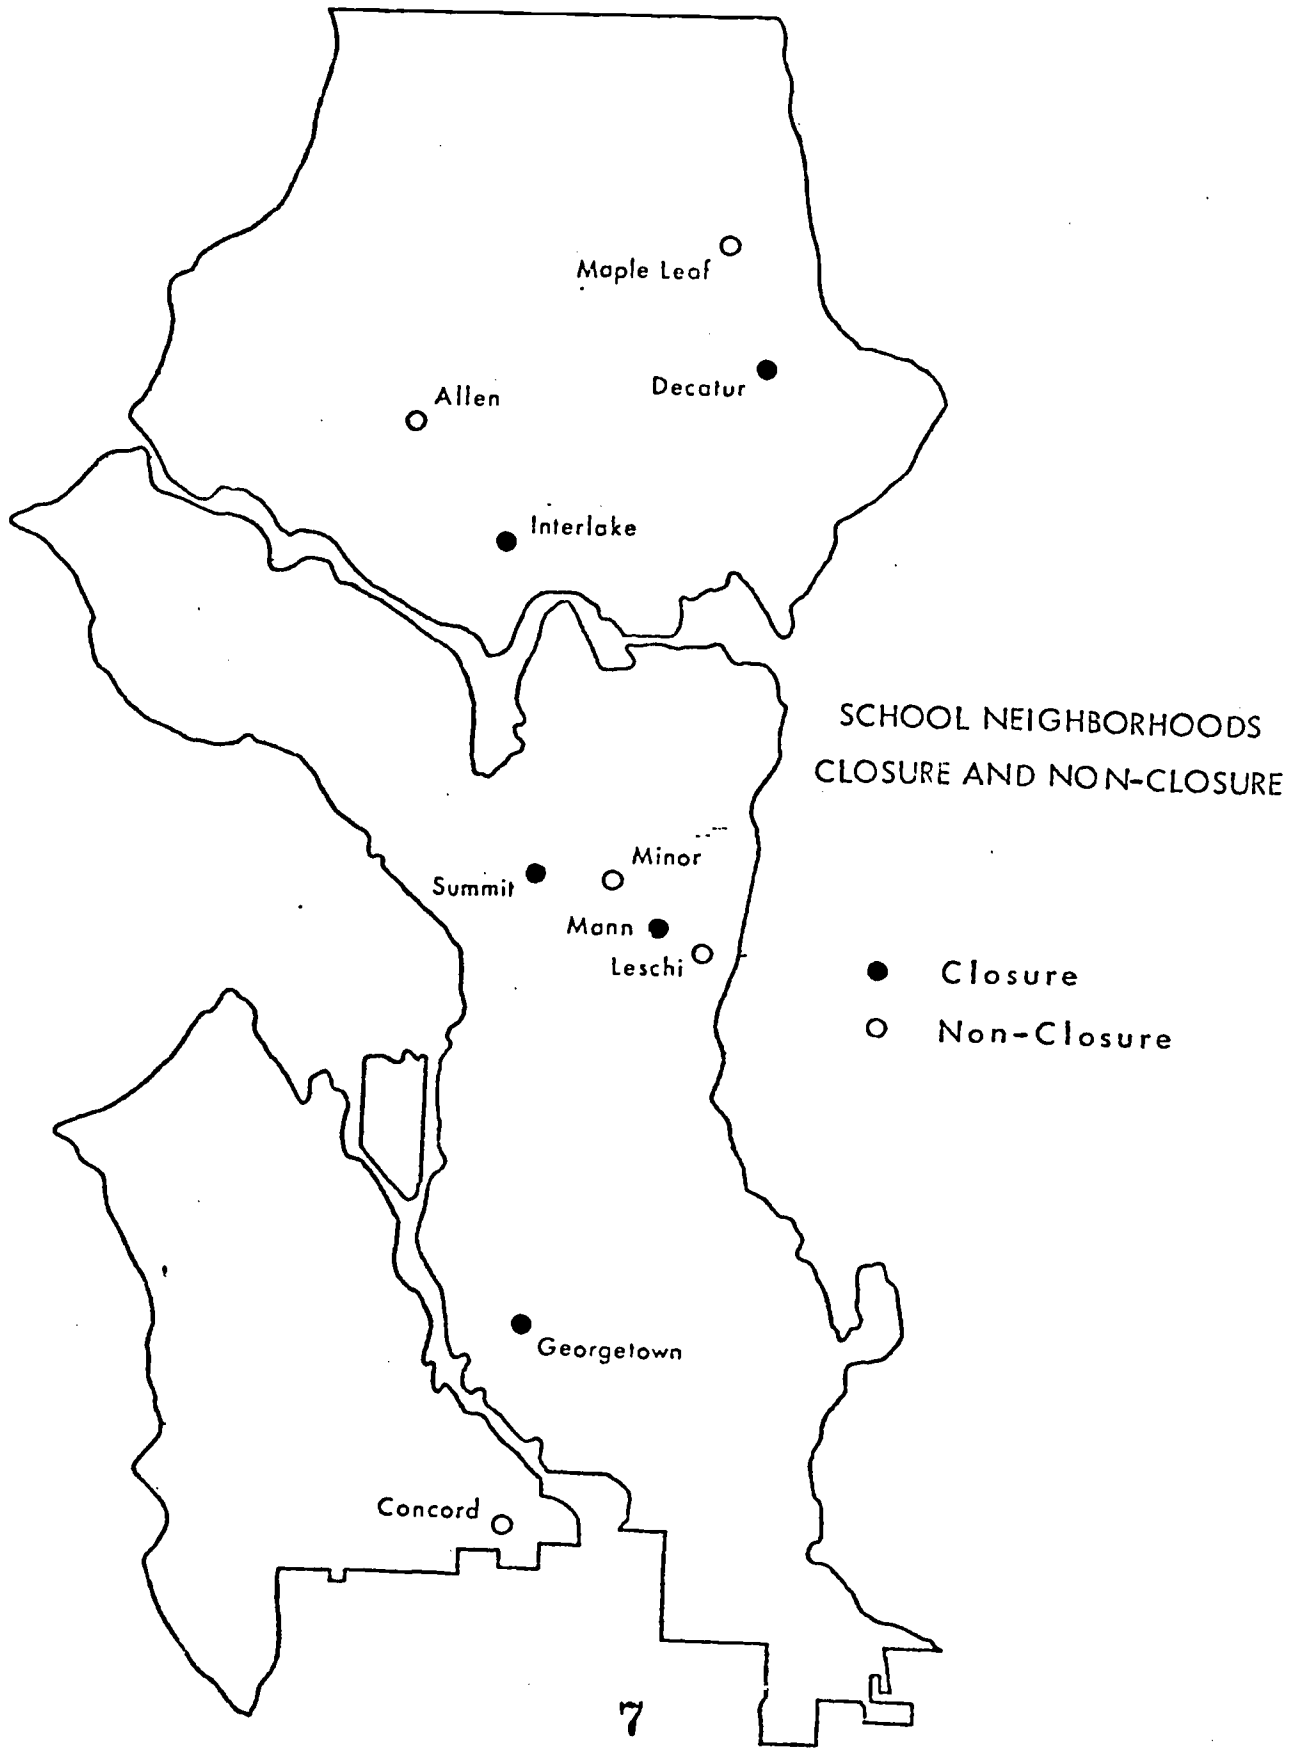 Maple Leaf
Decatur
Allen
Interlake
SCHOOL NEIGHBORHOODS
CLOSURE AND NON-CLOSURE
Minor
Summit
Mann
Leschi
Closure
Non-Closure
Georgetown
Concord
7